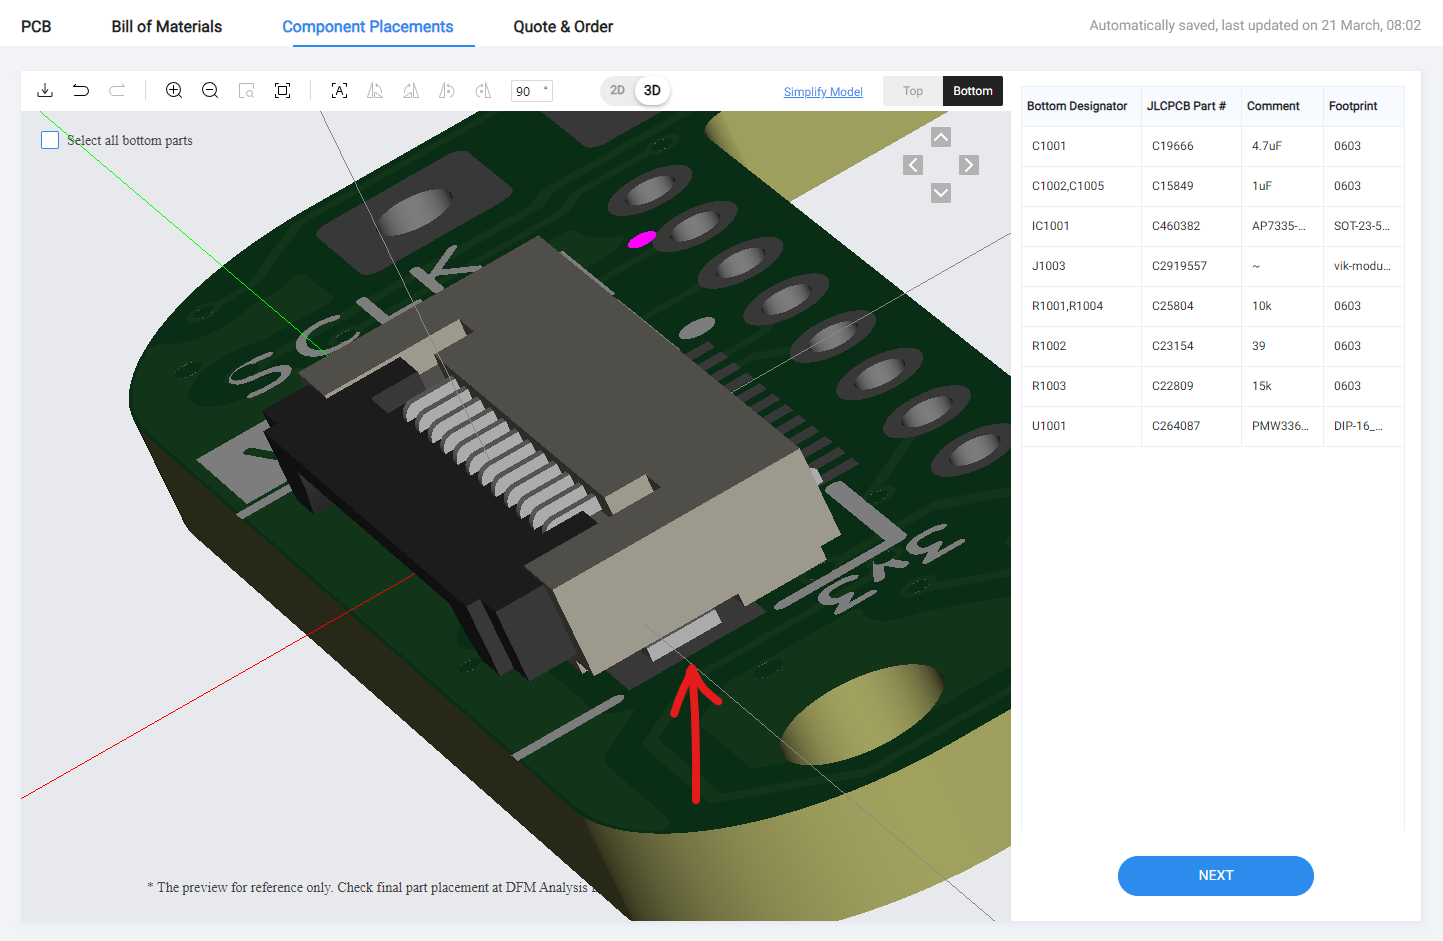 PCB Bill of Materials Component Placements Quote & Order Automatically saved, last updated on 21 March, 08:02
90 ° 2D 3D Simplify Model Top Bottom
Select all bottom parts
Bottom Designator JLCPCB Part # Comment Footprint
C1001 C19666 4.7uF 0603
C1002,C1005 C15849 1uF 0603
IC1001 C460382 AP7335-... SOT-23-5...
J1003 C2919557 ~ vik-modu...
R1001,R1004 C25804 10k 0603
R1002 C23154 39 0603
R1003 C22809 15k 0603
U1001 C264087 PMW336... DIP-16_...
SCLK
* The preview for reference only. Check final part placement at DFM Analysis
NEXT